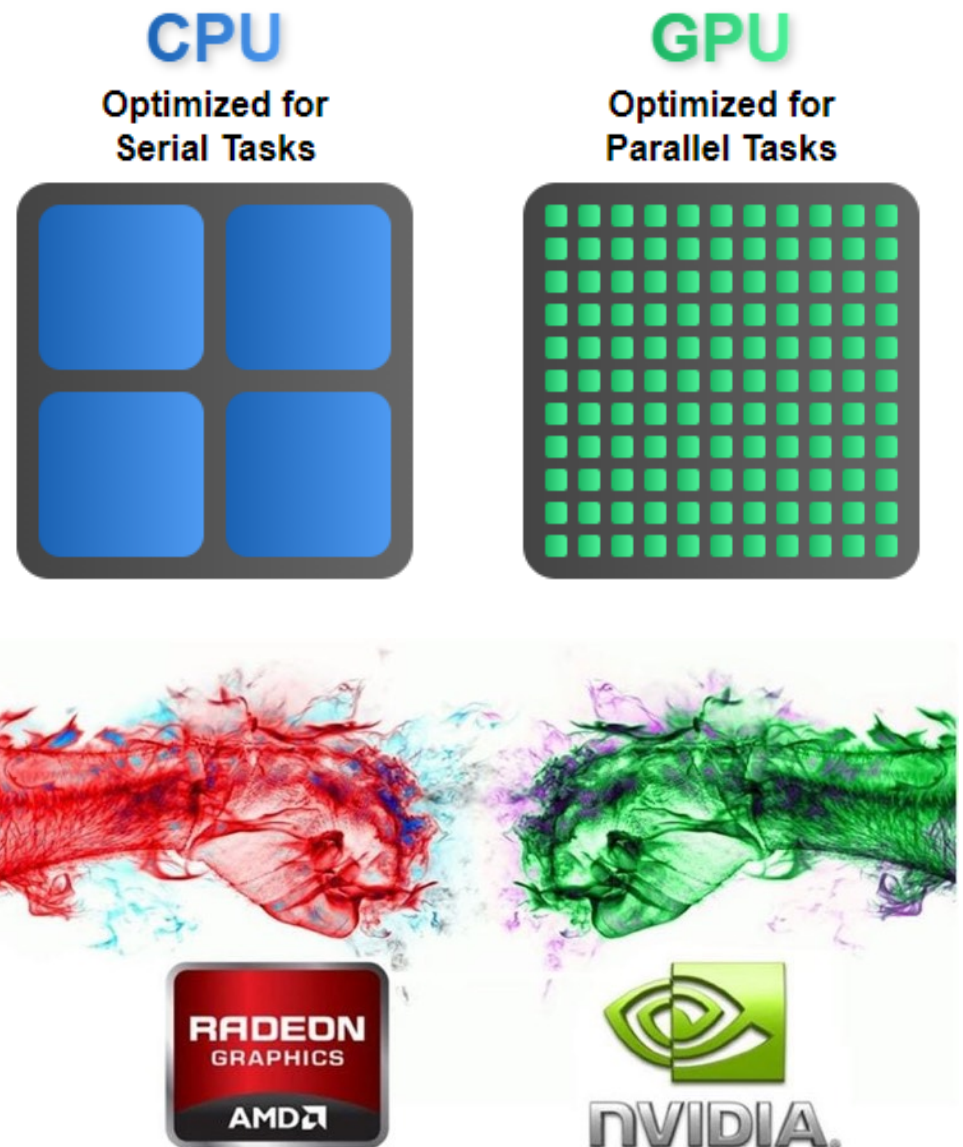 CPU
Optimized for
Serial Tasks
GPU
Optimized for
Parallel Tasks
RADEON
GRAPHICS
AMD
NVIDIA.